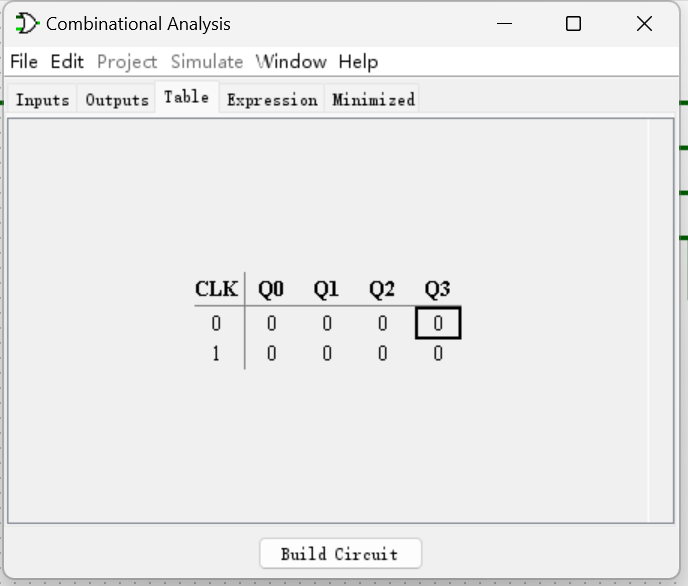 Combinational Analysis
File Edit Project Simulate Window Help
Inputs Outputs Table Expression Minimized
CLK Q0 Q1 Q2 Q3
0 0 0 0 0
1 0 0 0 0
Build Circuit